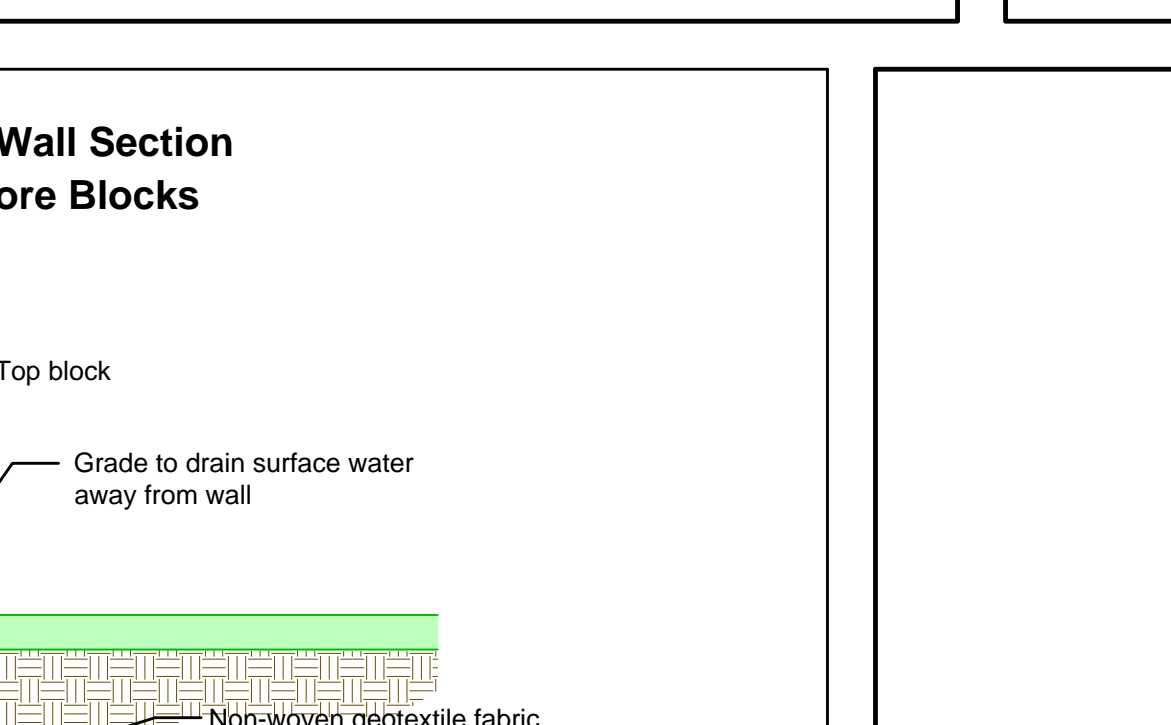 Wall Section
ore Blocks
Top block
Grade to drain surface water
away from wall
Non-woven geotextile fabric